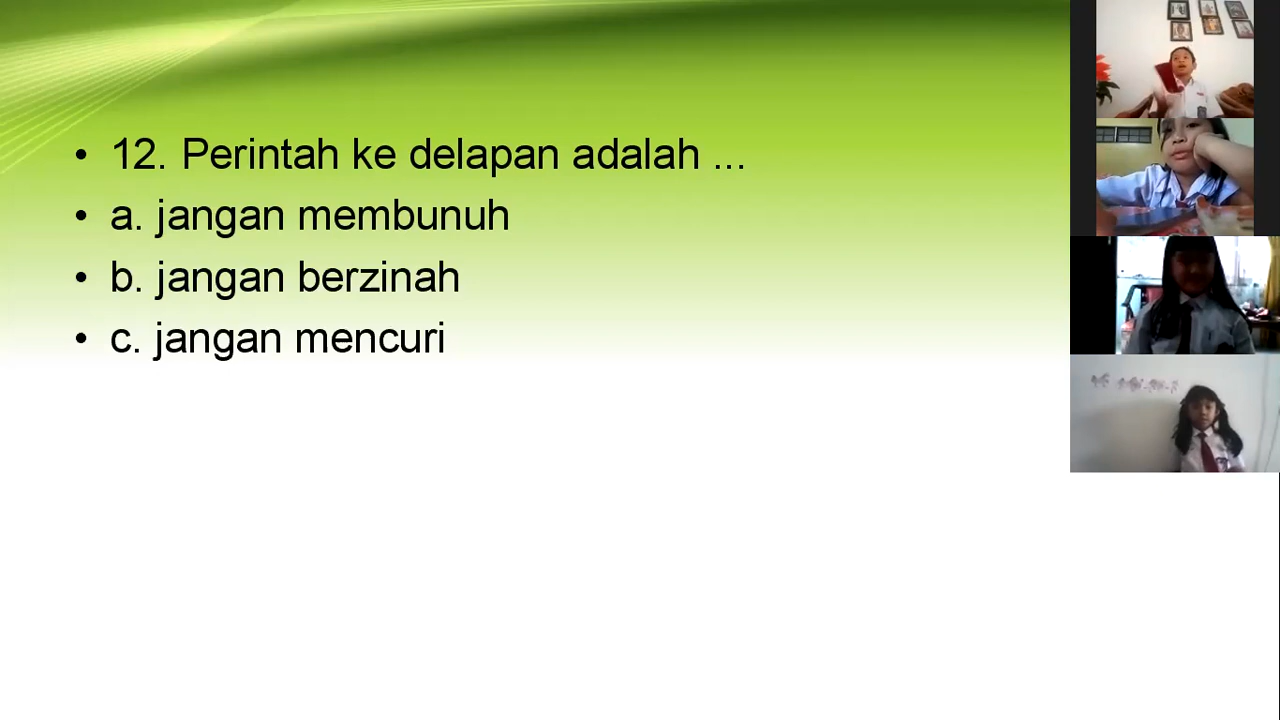 • 12. Perintah ke delapan adalah ...
• a. jangan membunuh
• b. jangan berzinah
• c. jangan mencuri